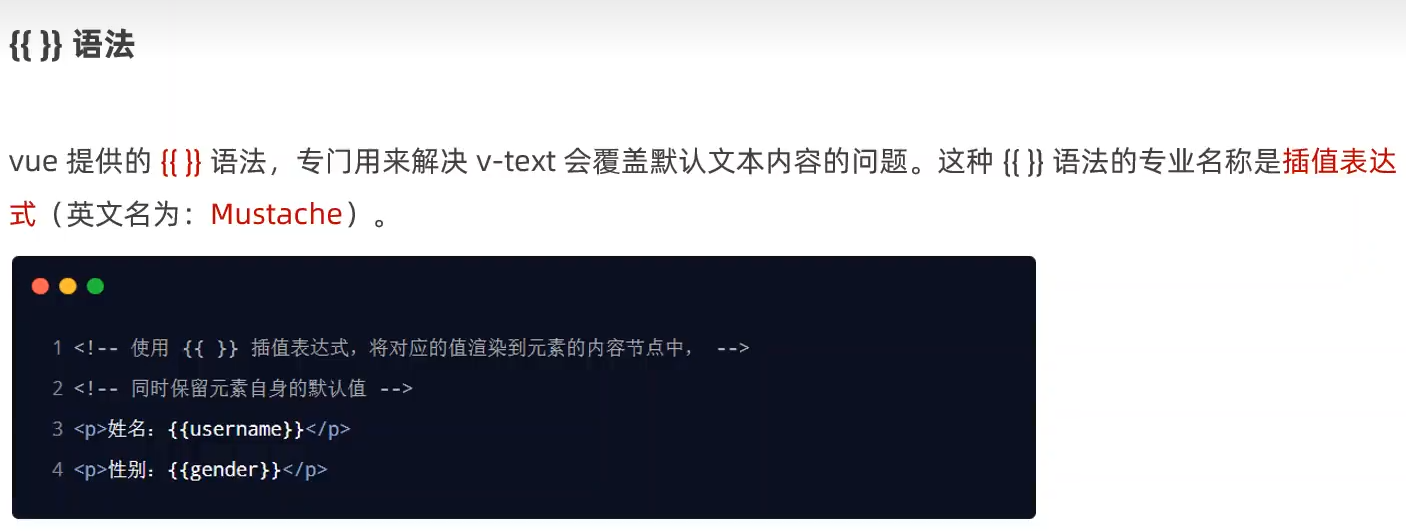 {{ }} 语法
vue 提供的 {{ }} 语法，专门用来解决 v-text 会覆盖默认文本内容的问题。这种 {{ }} 语法的专业名称是插值表达
式（英文名为：Mustache）。
1 <!-- 使用 {{ }} 插值表达式，将对应的值渲染到元素的内容节点中， -->
2 <!-- 同时保留元素自身的默认值 -->
3 <p>姓名：{{username}}</p>
4 <p>性别：{{gender}}</p>